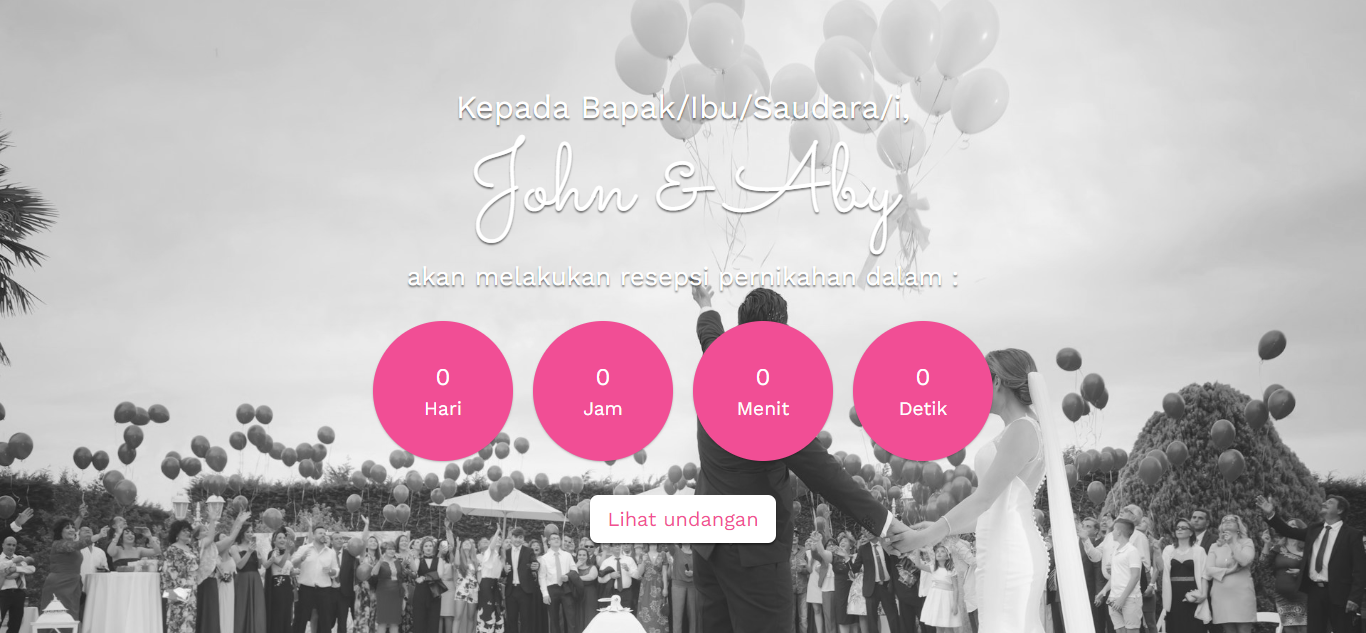 Kepada Bapak/Ibu/Saudara/i,
John & Aby
akan melakukan resepsi pernikahan dalam :
0 0 0 0
Hari Jam Menit Detik
Lihat undangan